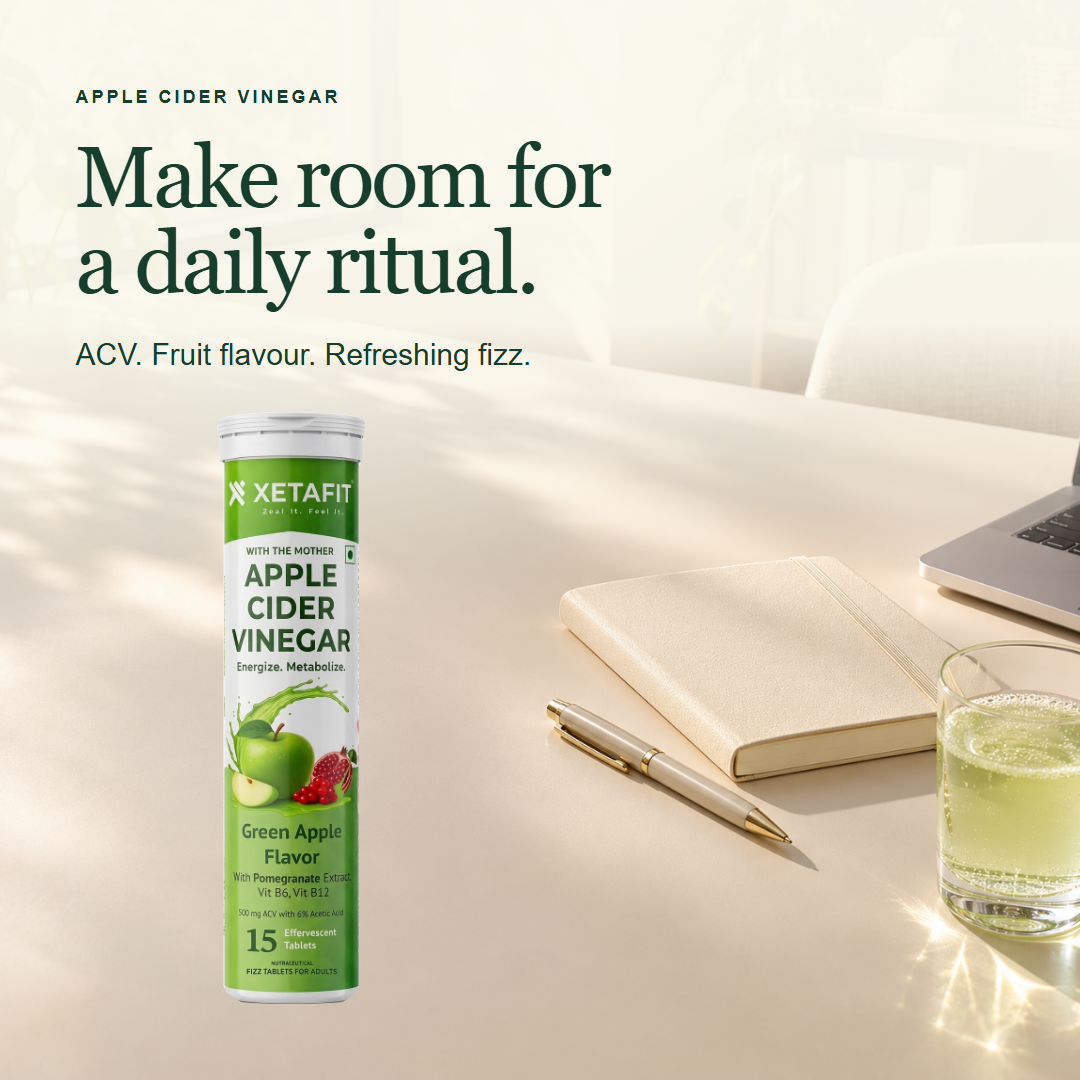 APPLE CIDER VINEGAR
Make room for
a daily ritual.
ACV. Fruit flavour. Refreshing fizz.
XETAFIT
Zeal It. Feel It.
WITH THE MOTHER
APPLE
CIDER
VINEGAR
Energize. Metabolize.
Green Apple
Flavor
With Pomegranate Extract,
Vit B6, Vit B12
500 mg ACV with 6% Acetic Acid
15 Effervescent
Tablets
NUTRACEUTICAL
FIZZ TABLETS FOR ADULTS